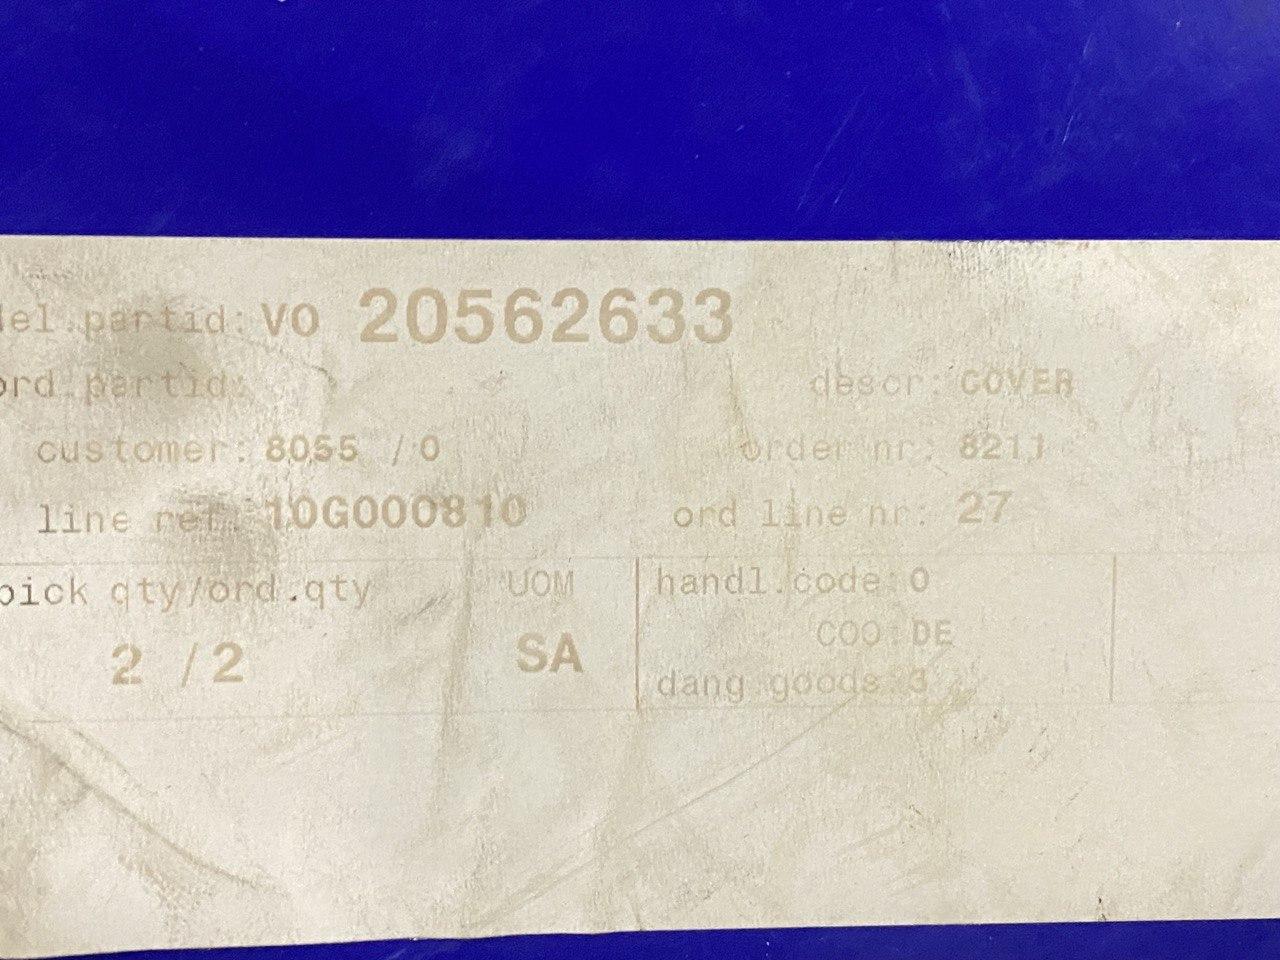 del.partid: VO 20562633
ord partid:
descr: COVER
customer: 8055 / 0
order nr: 8211
line ref: 10G000810
ord line nr: 27
pick qty/ord.qty
UOM
handl.code: 0
COO: DE
2 / 2
SA
dang.goods: 3